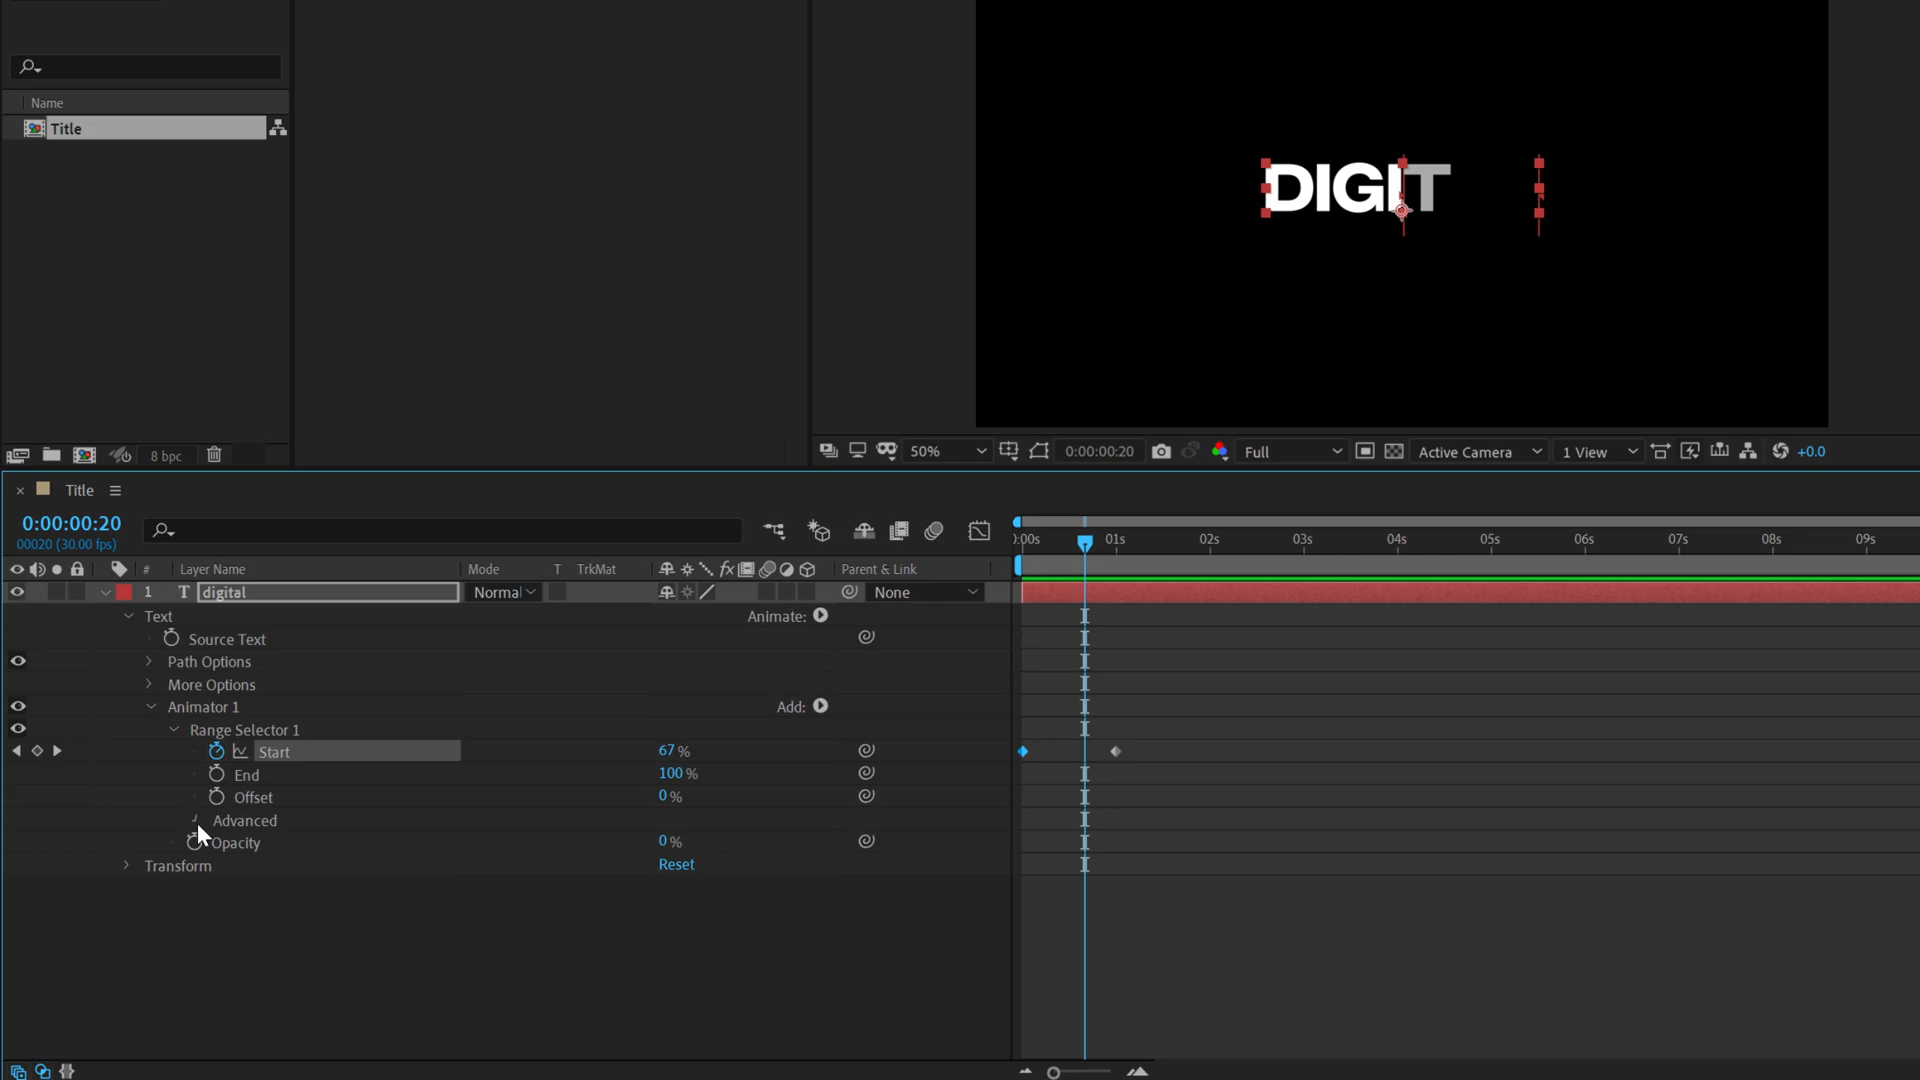 Name
Title
DIGIT
8 bpc
50%
0:00:00:20
Full
Active Camera
1 View
+0.0
Title
0:00:00:20
00020 (30.00 fps)
:00s 01s 02s 03s 04s 05s 06s 07s 08s 09s
# Layer Name Mode T TrkMat fx Parent & Link
1 T digital Normal None
Text Animate:
Source Text
Path Options
More Options
Animator 1 Add:
Range Selector 1
Start 67 %
End 100 %
Offset 0 %
Advanced
Opacity 0 %
Transform Reset